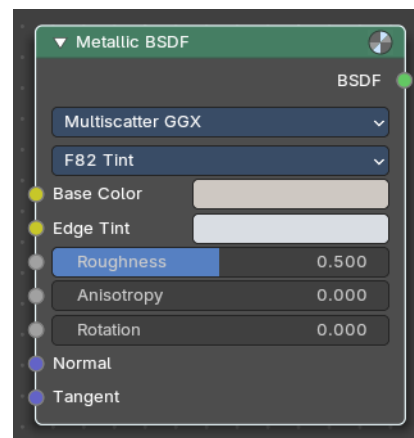 Metallic BSDF
BSDF
Multiscatter GGX
F82 Tint
Base Color
Edge Tint
Roughness 0.500
Anisotropy 0.000
Rotation 0.000
Normal
Tangent